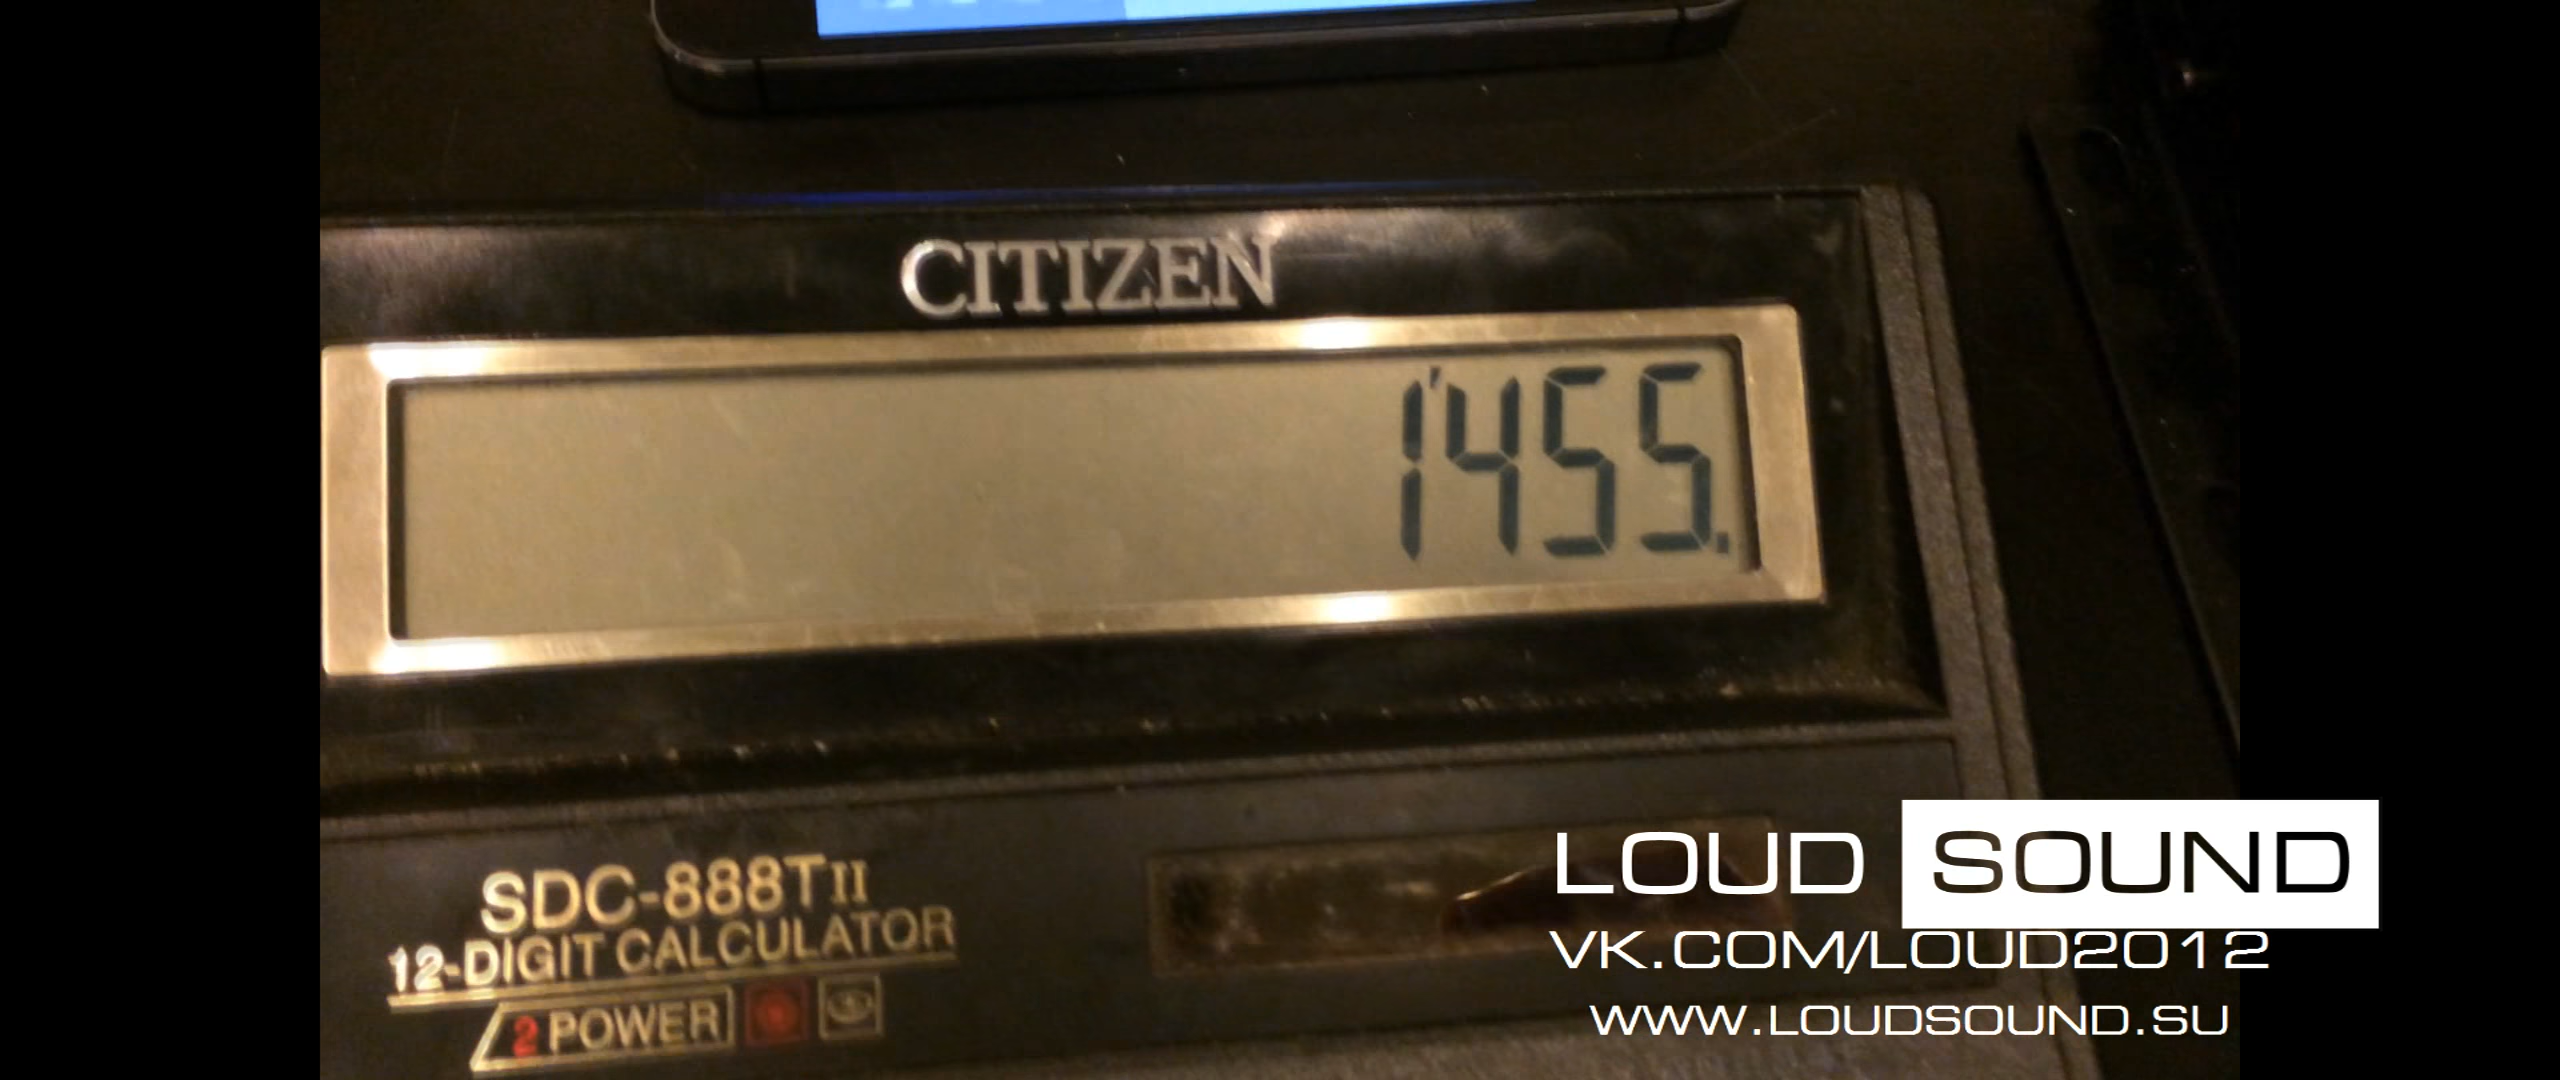 CITIZEN
1'455.
SDC-888TII
12-DIGIT CALCULATOR
2 POWER
LOUD SOUND
VK.COM/LOUD2012
WWW.LOUDSOUND.SU